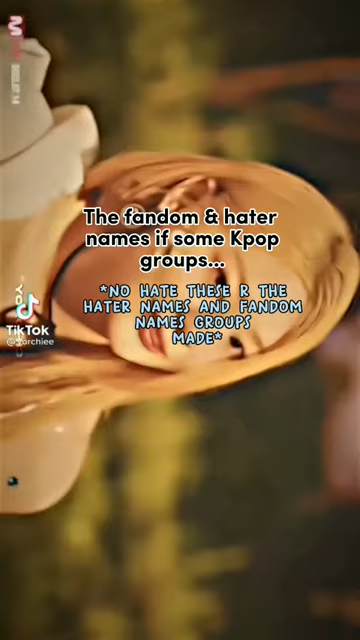 The fandom & hater
names if some Kpop
groups...
*NO HATE THESE R THE
HATER NAMES AND FANDOM
NAMES GROUPS
MADE*
TikTok